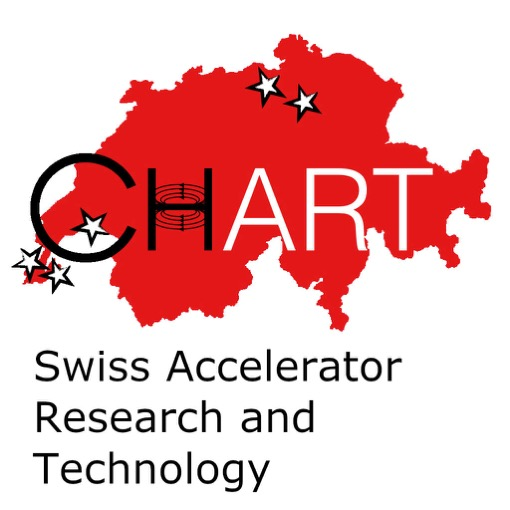 CHART
Swiss Accelerator
Research and
Technology